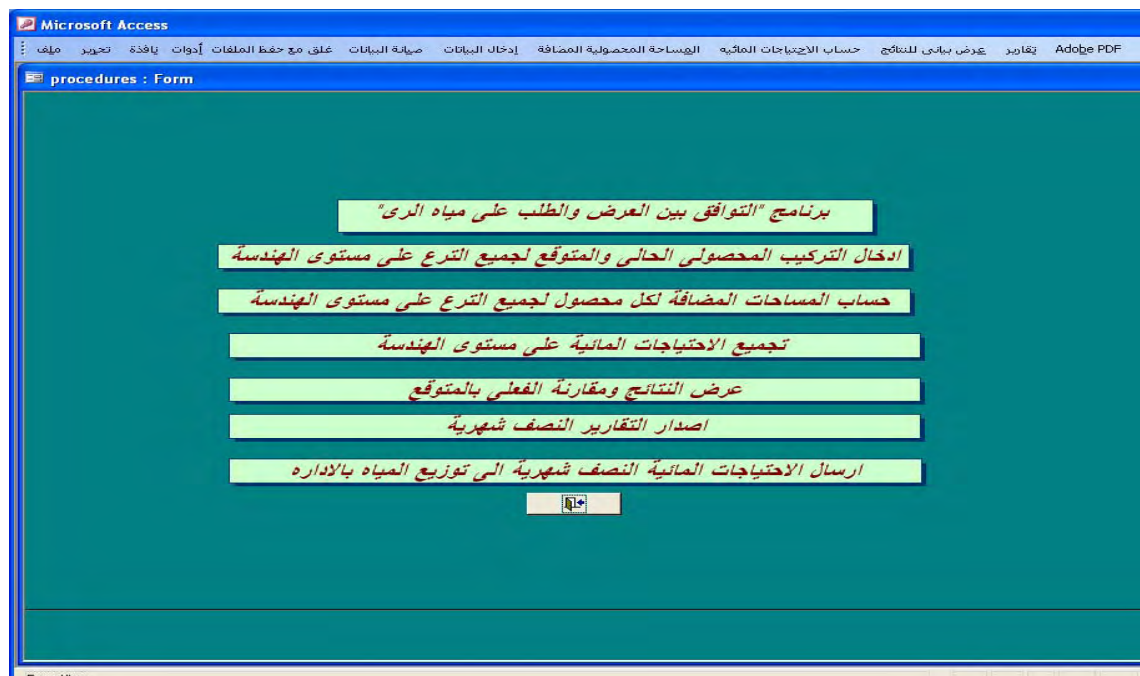 Microsoft Access
ملف تحرير نافذة أدوات غلق مع حفظ الملفات صيانة البيانات إدخال البيانات المساحة المحصولية المضافة حساب الاحتياجات المائيه عرض بيانى للنتائج تقارير Adobe PDF
procedures : Form
برنامج "التوافق بين العرض والطلب على مياه الرى"
ادخال التركيب المحصولى الحالى والمتوقع لجميع الترع على مستوى الهندسة
حساب المساحات المضافة لكل محصول لجميع الترع على مستوى الهندسة
تجميع الاحتياجات المائية على مستوى الهندسة
عرض النتائج ومقارنة الفعلى بالمتوقع
اصدار التقارير النصف شهرية
ارسال الاحتياجات المائية النصف شهرية الى توزيع المياه بالاداره